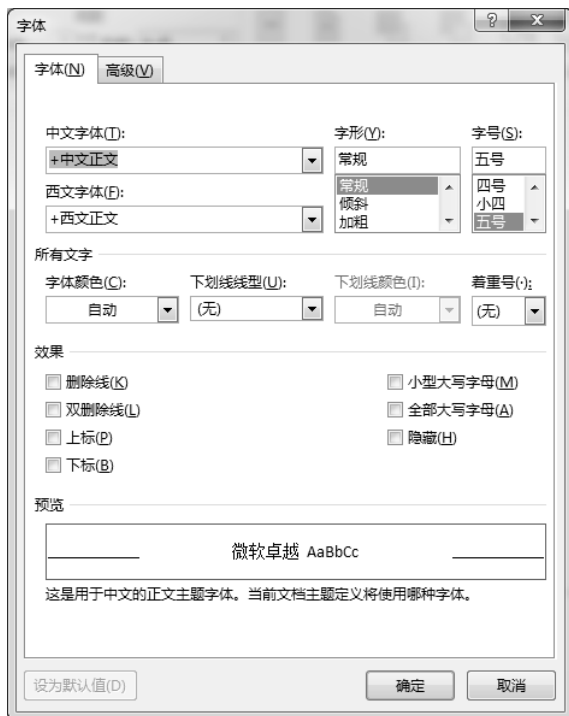 字体
字体(N) 高级(V)
中文字体(T): 字形(Y): 字号(S):
+中文正文 常规 五号
常规 四号
西文字体(F): 倾斜 小四
+西文正文 加粗 五号
所有文字
字体颜色(C): 下划线线型(U): 下划线颜色(I): 着重号(·):
自动 (无) 自动 (无)
效果
删除线(K) 小型大写字母(M)
双删除线(L) 全部大写字母(A)
上标(P) 隐藏(H)
下标(B)
预览
微软卓越 AaBbCc
这是用于中文的正文主题字体。当前文档主题定义将使用哪种字体。
设为默认值(D) 确定 取消